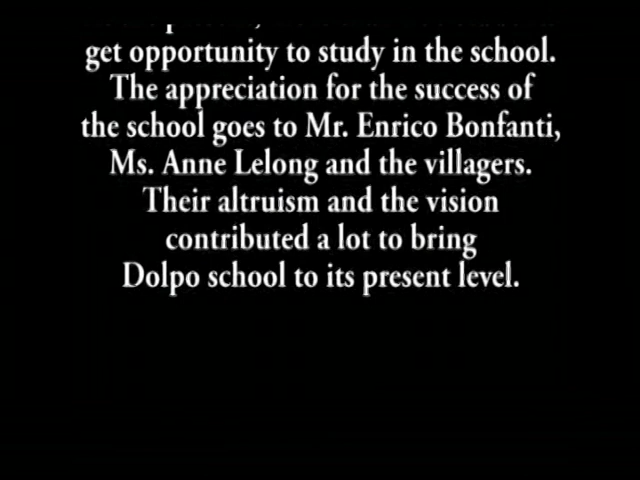 get opportunity to study in the school.
The appreciation for the success of
the school goes to Mr. Enrico Bonfanti,
Ms. Anne Lelong and the villagers.
Their altruism and the vision
contributed a lot to bring
Dolpo school to its present level.